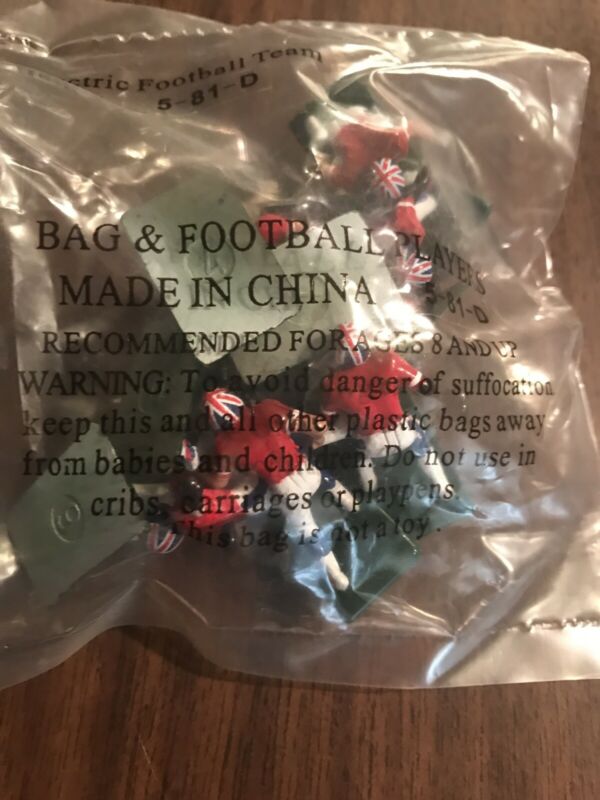 Electric Football Team
5-81-D
BAG & FOOTBALL PLAYERS
MADE IN CHINA
5-81-D
RECOMMENDED FOR AGES 8 AND UP
WARNING: To avoid danger of suffocation
keep this and all other plastic bags away
from babies and children. Do not use in
cribs, carriages or playpens.
This bag is not a toy.